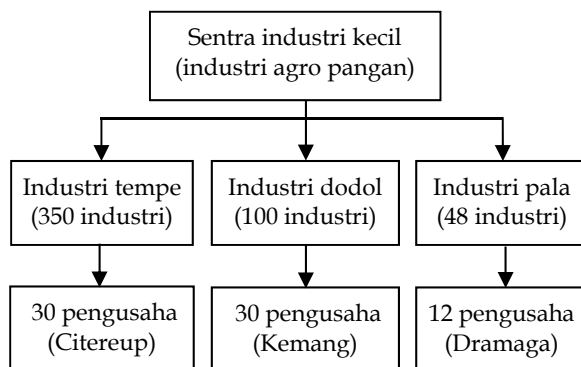 Sentra industri kecil
(industri agro pangan)
Industri tempe
(350 industri)
Industri dodol
(100 industri)
Industri pala
(48 industri)
30 pengusaha
(Citereup)
30 pengusaha
(Kemang)
12 pengusaha
(Dramaga)